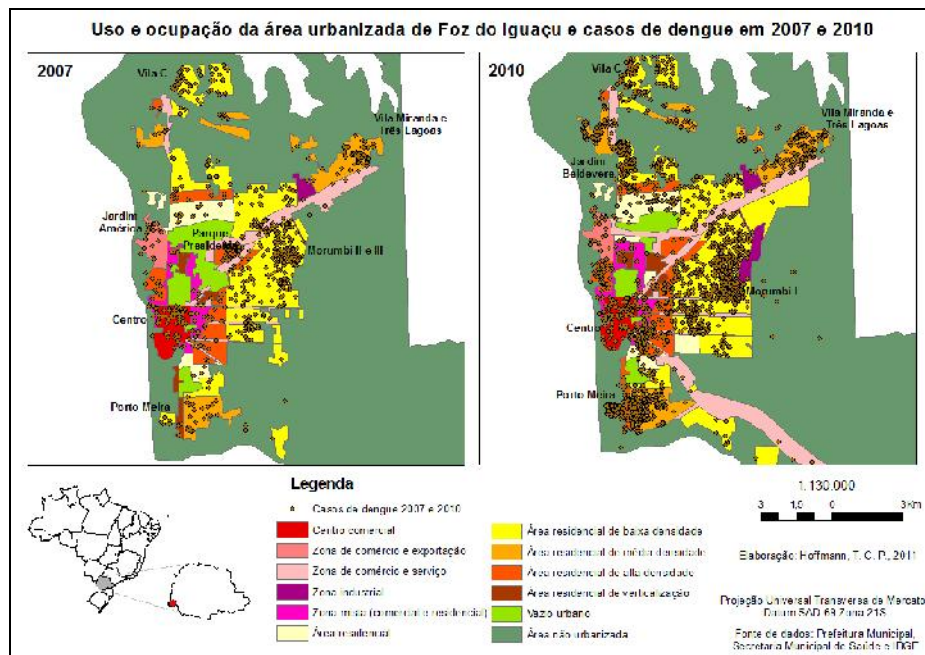 Uso e ocupação da área urbanizada de Foz do Iguaçu e casos de dengue em 2007 e 2010
2007
Vila C
Vila Miranda e
Três Lagoas
Jardim
América
Parque
Presidente
Morumbi II e III
Centro
Porto Meira
2010
Vila C
Vila Miranda e
Três Lagoas
Jardim
Beldevere
Morumbi I
Centro
Porto Meira
Legenda
Casos de dengue 2007 e 2010
Centro comercial
Zona de comércio e exportação
Zona de comércio e serviço
Zona industrial
Zona mista (comercial e residencial)
Área residencial
Área residencial de baixa densidade
Área residencial de média densidade
Área residencial de alta densidade
Área residencial de verticalização
Vazio urbano
Área não urbanizada
1:130.000
3 1,5 0 3 Km
Elaboração: Hoffmann, T. C. P., 2011
Projeção Universal Transversa de Mercato
Datum SAD 69 Zona 21S
Fonte de dados: Prefeitura Municipal,
Secretaria Municipal de Saúde e IBGE